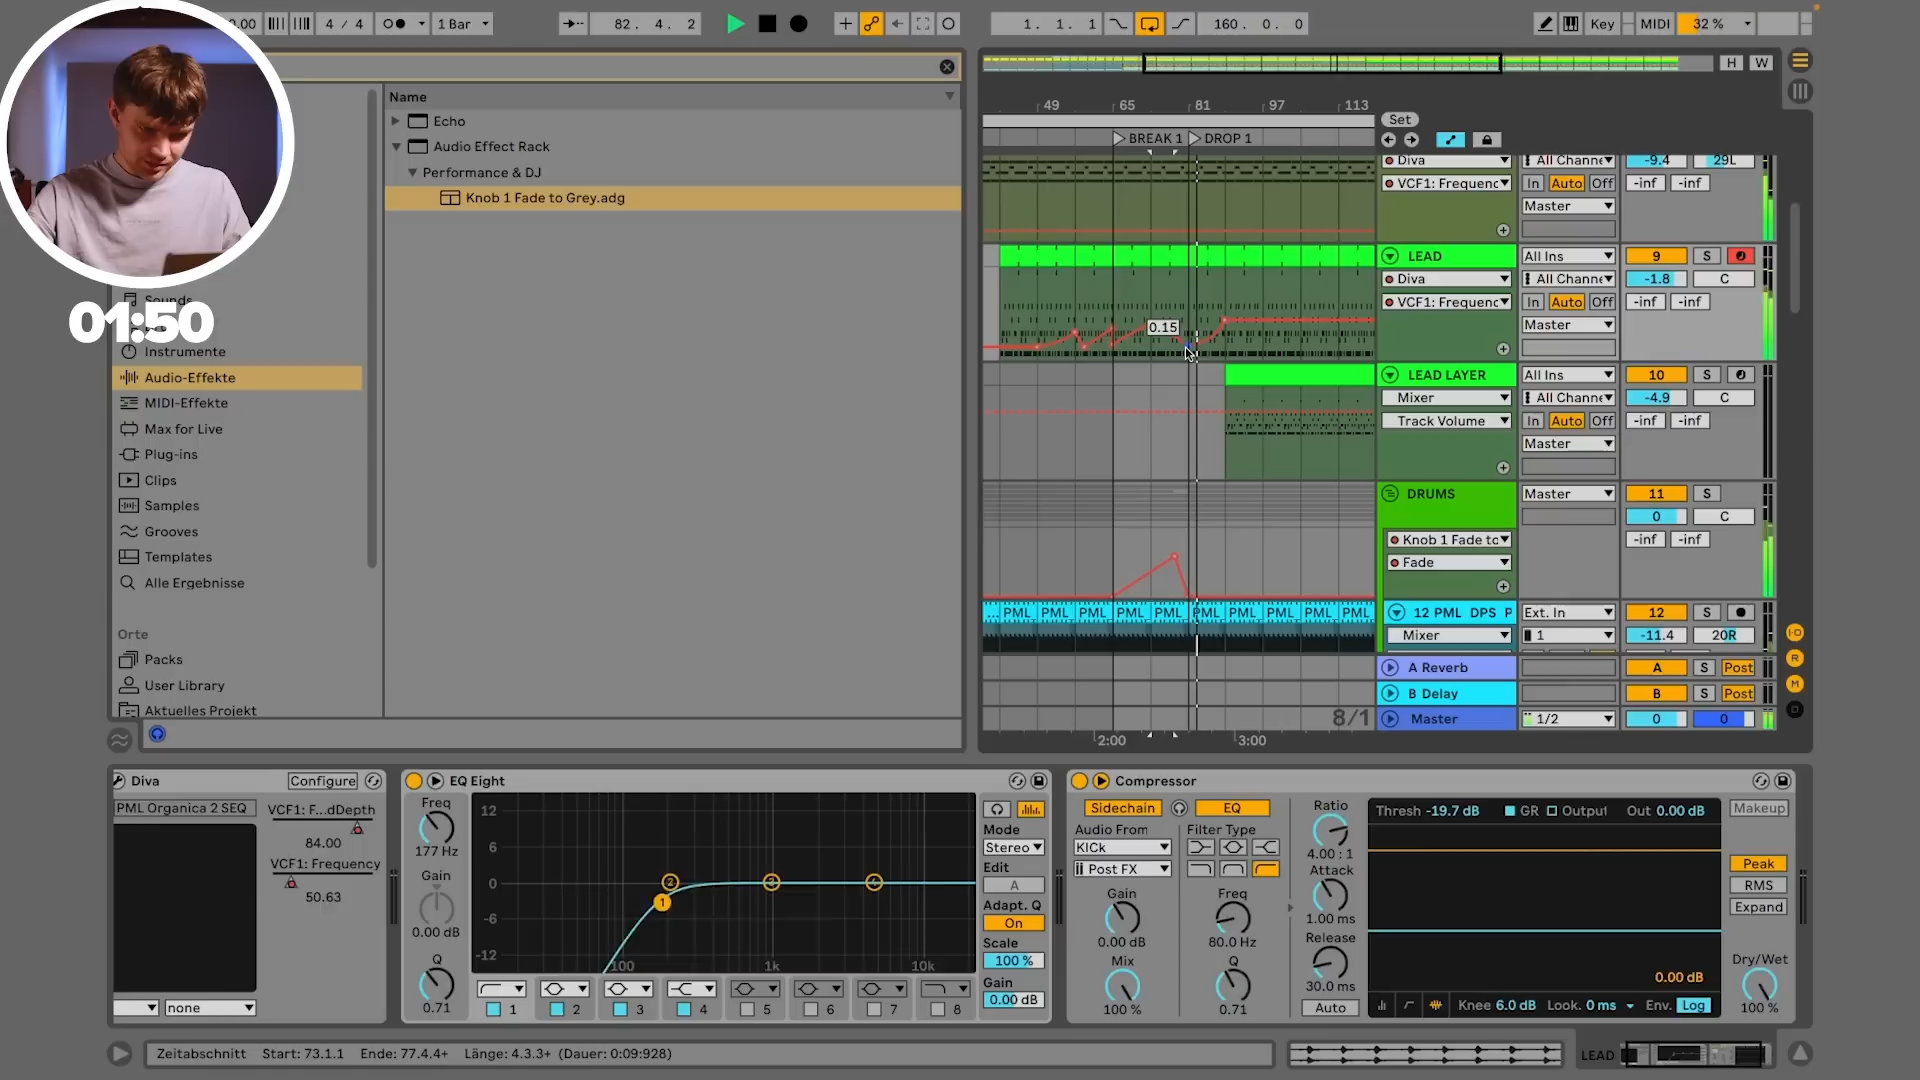 0.00
4 / 4
1 Bar
82. 4. 2
1. 1. 1
160. 0. 0
Key
MIDI
32 %
01:50
Name
Echo
Audio Effect Rack
Performance & DJ
Knob 1 Fade to Grey.adg
Sounds
Instrumente
Audio-Effekte
MIDI-Effekte
Max for Live
Plug-ins
Clips
Samples
Grooves
Templates
Alle Ergebnisse
Orte
Packs
User Library
Aktuelles Projekt
H
W
49
65
81
97
113
Set
BREAK 1
DROP 1
Diva
All Channe
-9.4
29L
VCF1: Frequenc
In
Auto
Off
-inf
-inf
Master
LEAD
All Ins
9
S
Diva
All Channe
-1.8
C
VCF1: Frequenc
In
Auto
Off
-inf
-inf
Master
0.15
LEAD LAYER
All Ins
10
S
Mixer
All Channe
-4.9
C
Track Volume
In
Auto
Off
-inf
-inf
Master
DRUMS
Master
11
S
0
C
Knob 1 Fade to
-inf
-inf
Fade
... PML PML PML PML PML PML PML PML PML PML
12 PML DPS P
Ext. In
12
S
Mixer
1
-11.4
20R
A Reverb
A
S
Post
B Delay
B
S
Post
8/1
Master
1/2
0
0
2:00
3:00
I·O
R
M
D
Diva
Configure
PML Organica 2 SEQ
VCF1: F...dDepth
84.00
VCF1: Frequency
50.63
none
EQ Eight
Freq
177 Hz
Gain
0.00 dB
Q
0.71
12
6
0
-6
-12
100
1k
10k
1
2
3
4
1
2
3
4
5
6
7
8
Mode
Stereo
Edit
A
Adapt. Q
On
Scale
100 %
Gain
0.00 dB
Compressor
Sidechain
EQ
Audio From
KICk
Post FX
Filter Type
Gain
0.00 dB
Freq
80.0 Hz
Mix
100 %
Q
0.71
Ratio
4.00 : 1
Attack
1.00 ms
Release
30.0 ms
Auto
Thresh -19.7 dB
GR
Output
Out 0.00 dB
0.00 dB
Knee 6.0 dB
Look. 0 ms
Env.
Log
Makeup
Peak
RMS
Expand
Dry/Wet
100 %
Zeitabschnitt Start: 73.1.1 Ende: 77.4.4+ Länge: 4.3.3+ (Dauer: 0:09:928)
LEAD